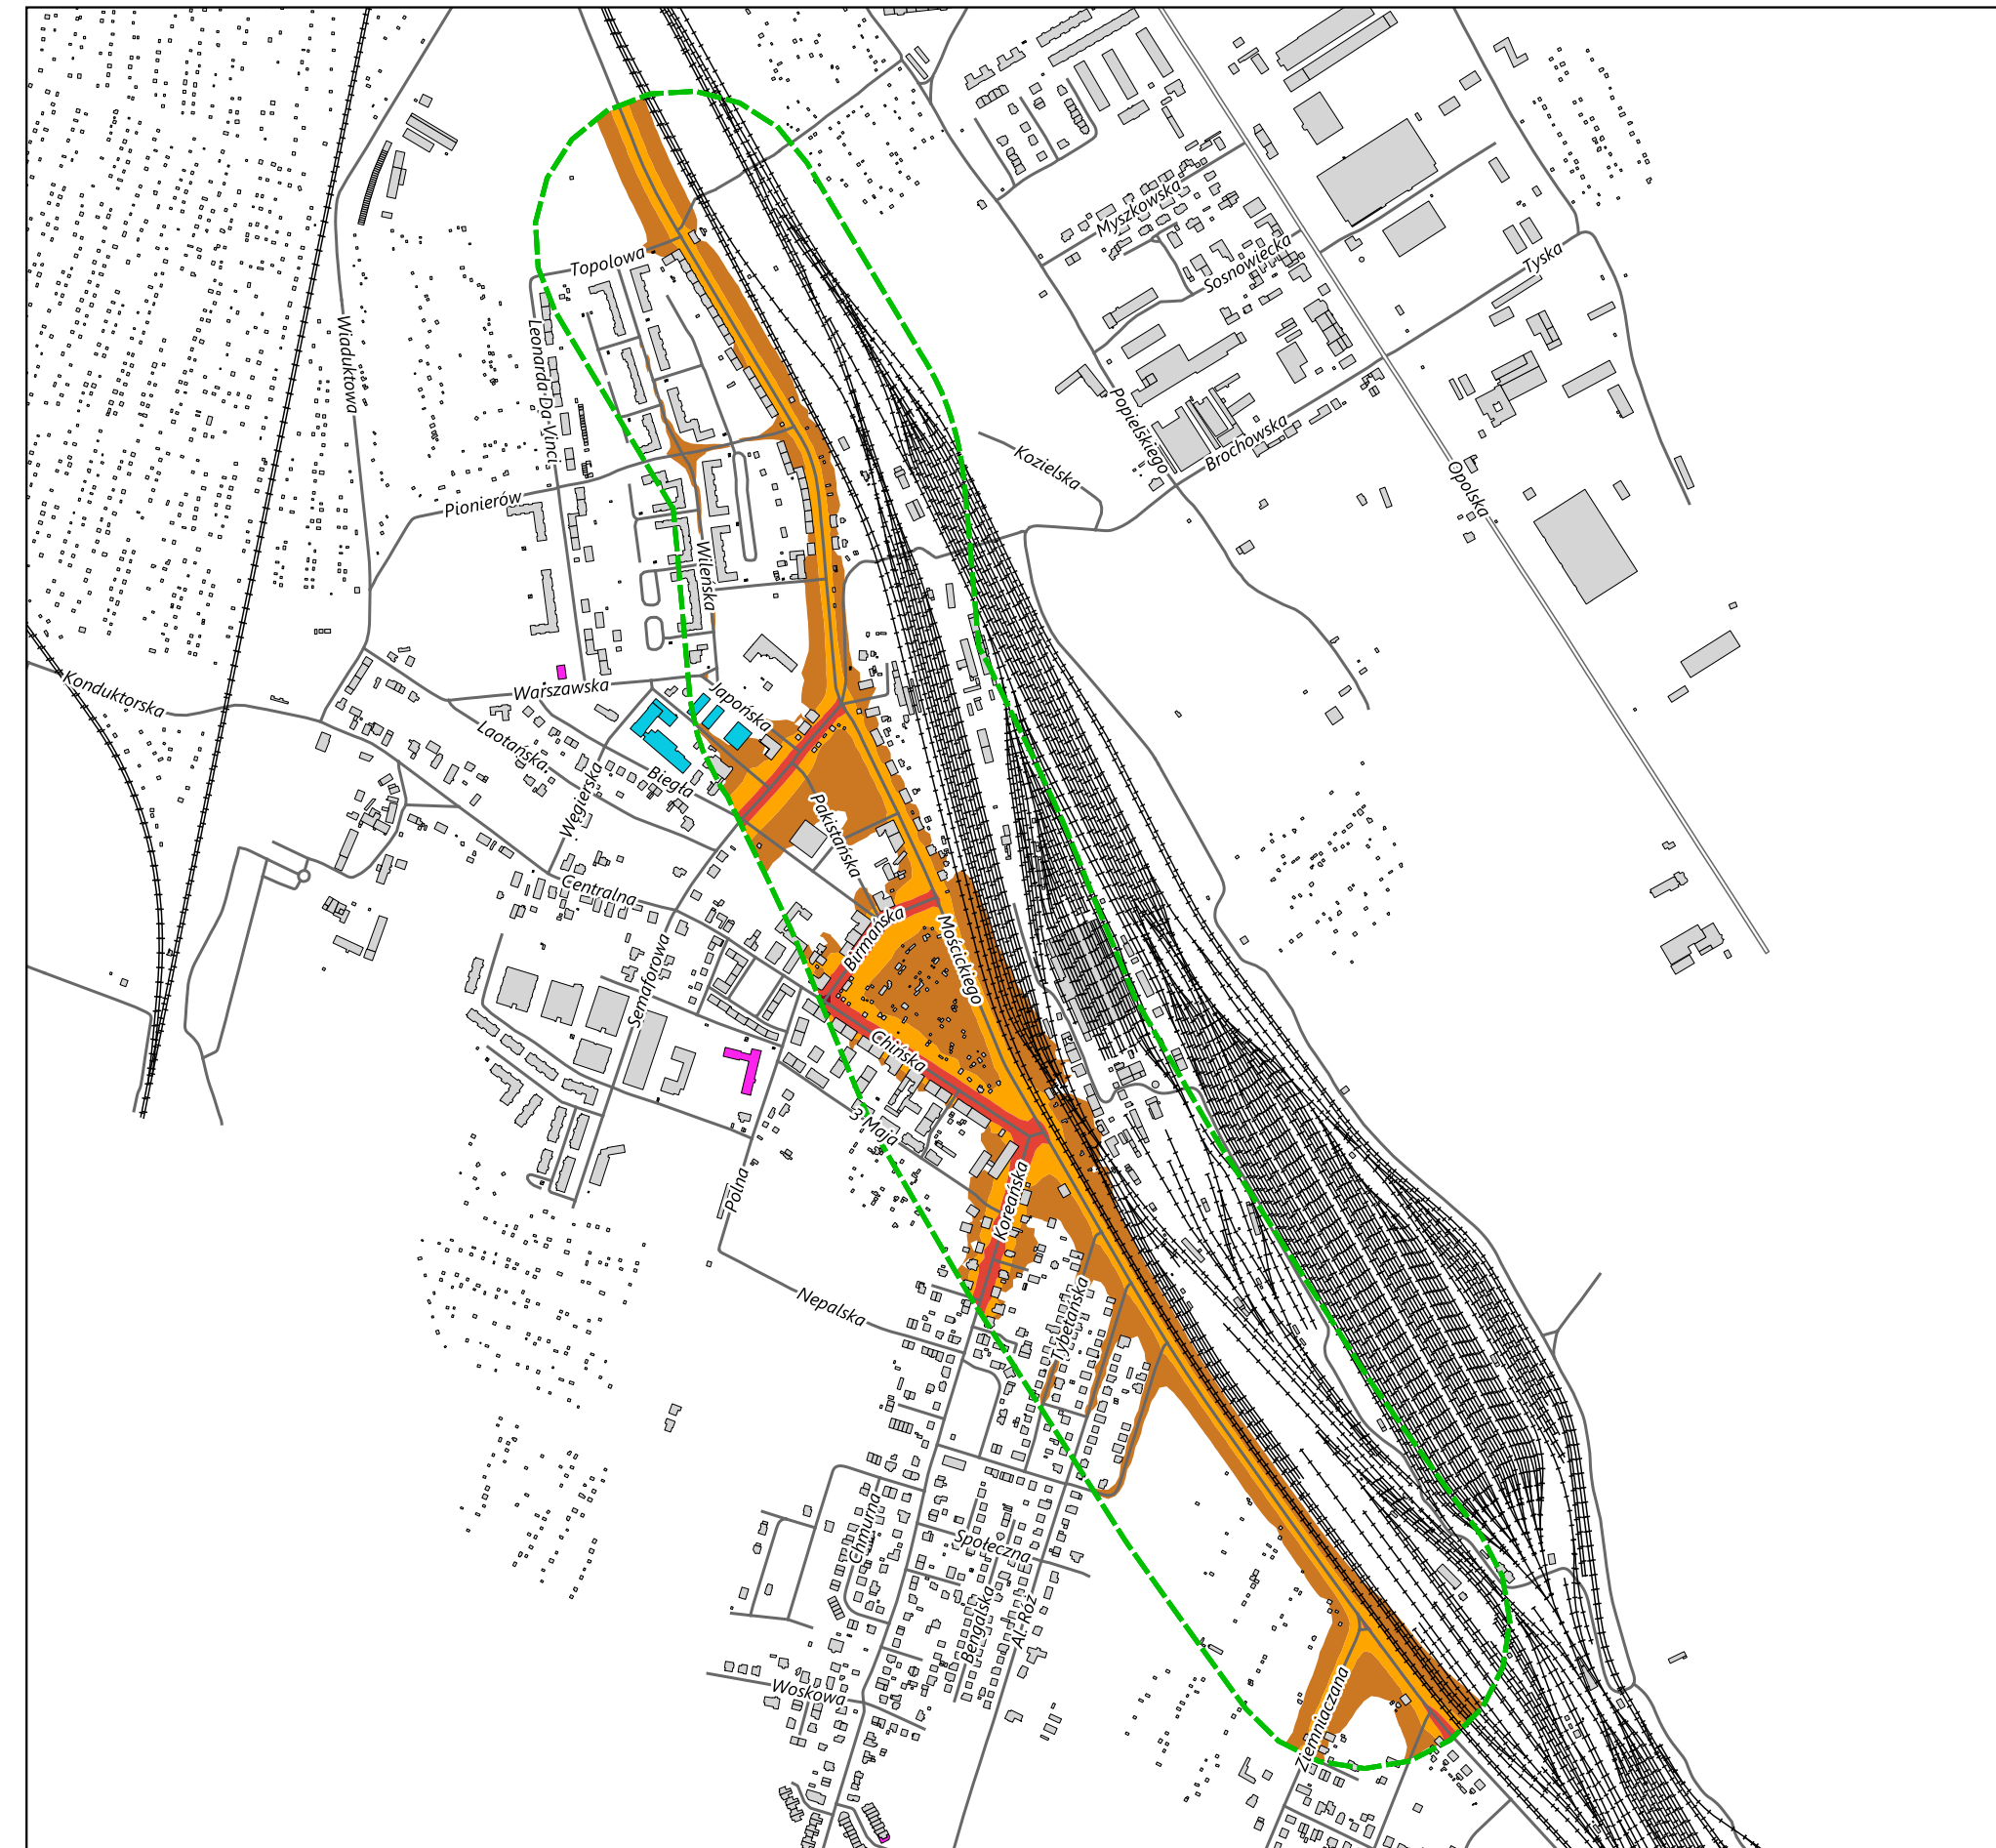 Myszkowska
Sosnowiecka
Tyska
Topolowa
Wiaduktowa
Leonarda Da Vinci
Popielskiego
Brochowska
Kozielska
Opolska
Pionierów
Wileńska
Konduktorska
Warszawska
Japońska
Laotańska
Biegła
Węgierska
Pakistańska
Centralna
Birmańska
Mościckiego
Semaforowa
Chińska
3 Maja
Polna
Koreańska
Nepalska
Tybetańska
Chmurna
Społeczna
Bengalska
Al. Róż
Woskowa
Ziemniaczana